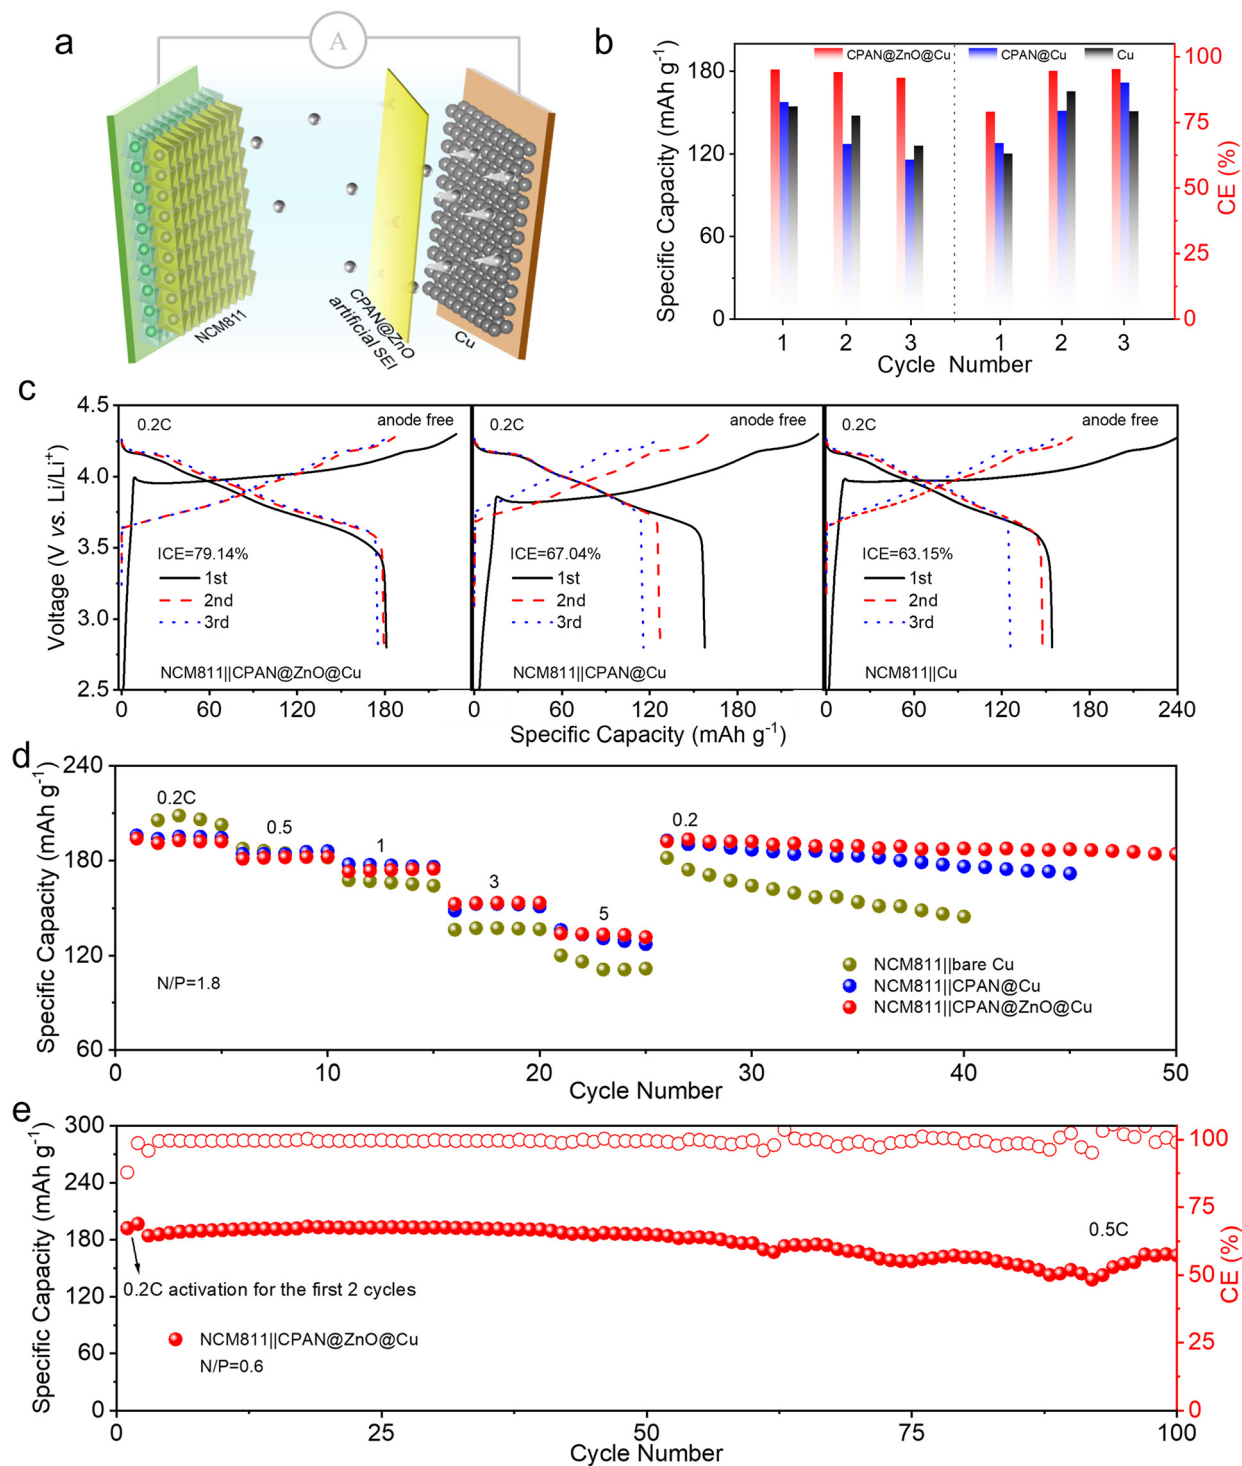 a
A
NCM811
CPAN@ZnO
artificial SEI
Cu
b
CPAN@ZnO@Cu
CPAN@Cu
Cu
Specific Capacity (mAh g⁻¹)
180
120
60
0
100
75
50
25
0
CE (%)
1 2 3 1 2 3
Cycle Number
c
Voltage (V vs. Li/Li⁺)
4.5
4.0
3.5
3.0
2.5
0.2C
anode free
ICE=79.14%
1st
2nd
3rd
NCM811||CPAN@ZnO@Cu
0.2C
anode free
ICE=67.04%
1st
2nd
3rd
NCM811||CPAN@Cu
0.2C
anode free
ICE=63.15%
1st
2nd
3rd
NCM811||Cu
0 60 120 180 0 60 120 180 0 60 120 180 240
Specific Capacity (mAh g⁻¹)
d
Specific Capacity (mAh g⁻¹)
240
180
120
60
0.2C
0.5
1
3
5
0.2
N/P=1.8
NCM811||bare Cu
NCM811||CPAN@Cu
NCM811||CPAN@ZnO@Cu
0 10 20 30 40 50
Cycle Number
e
Specific Capacity (mAh g⁻¹)
300
240
180
120
60
0
0.5C
0.2C activation for the first 2 cycles
NCM811||CPAN@ZnO@Cu
N/P=0.6
100
75
50
25
0
CE (%)
0 25 50 75 100
Cycle Number